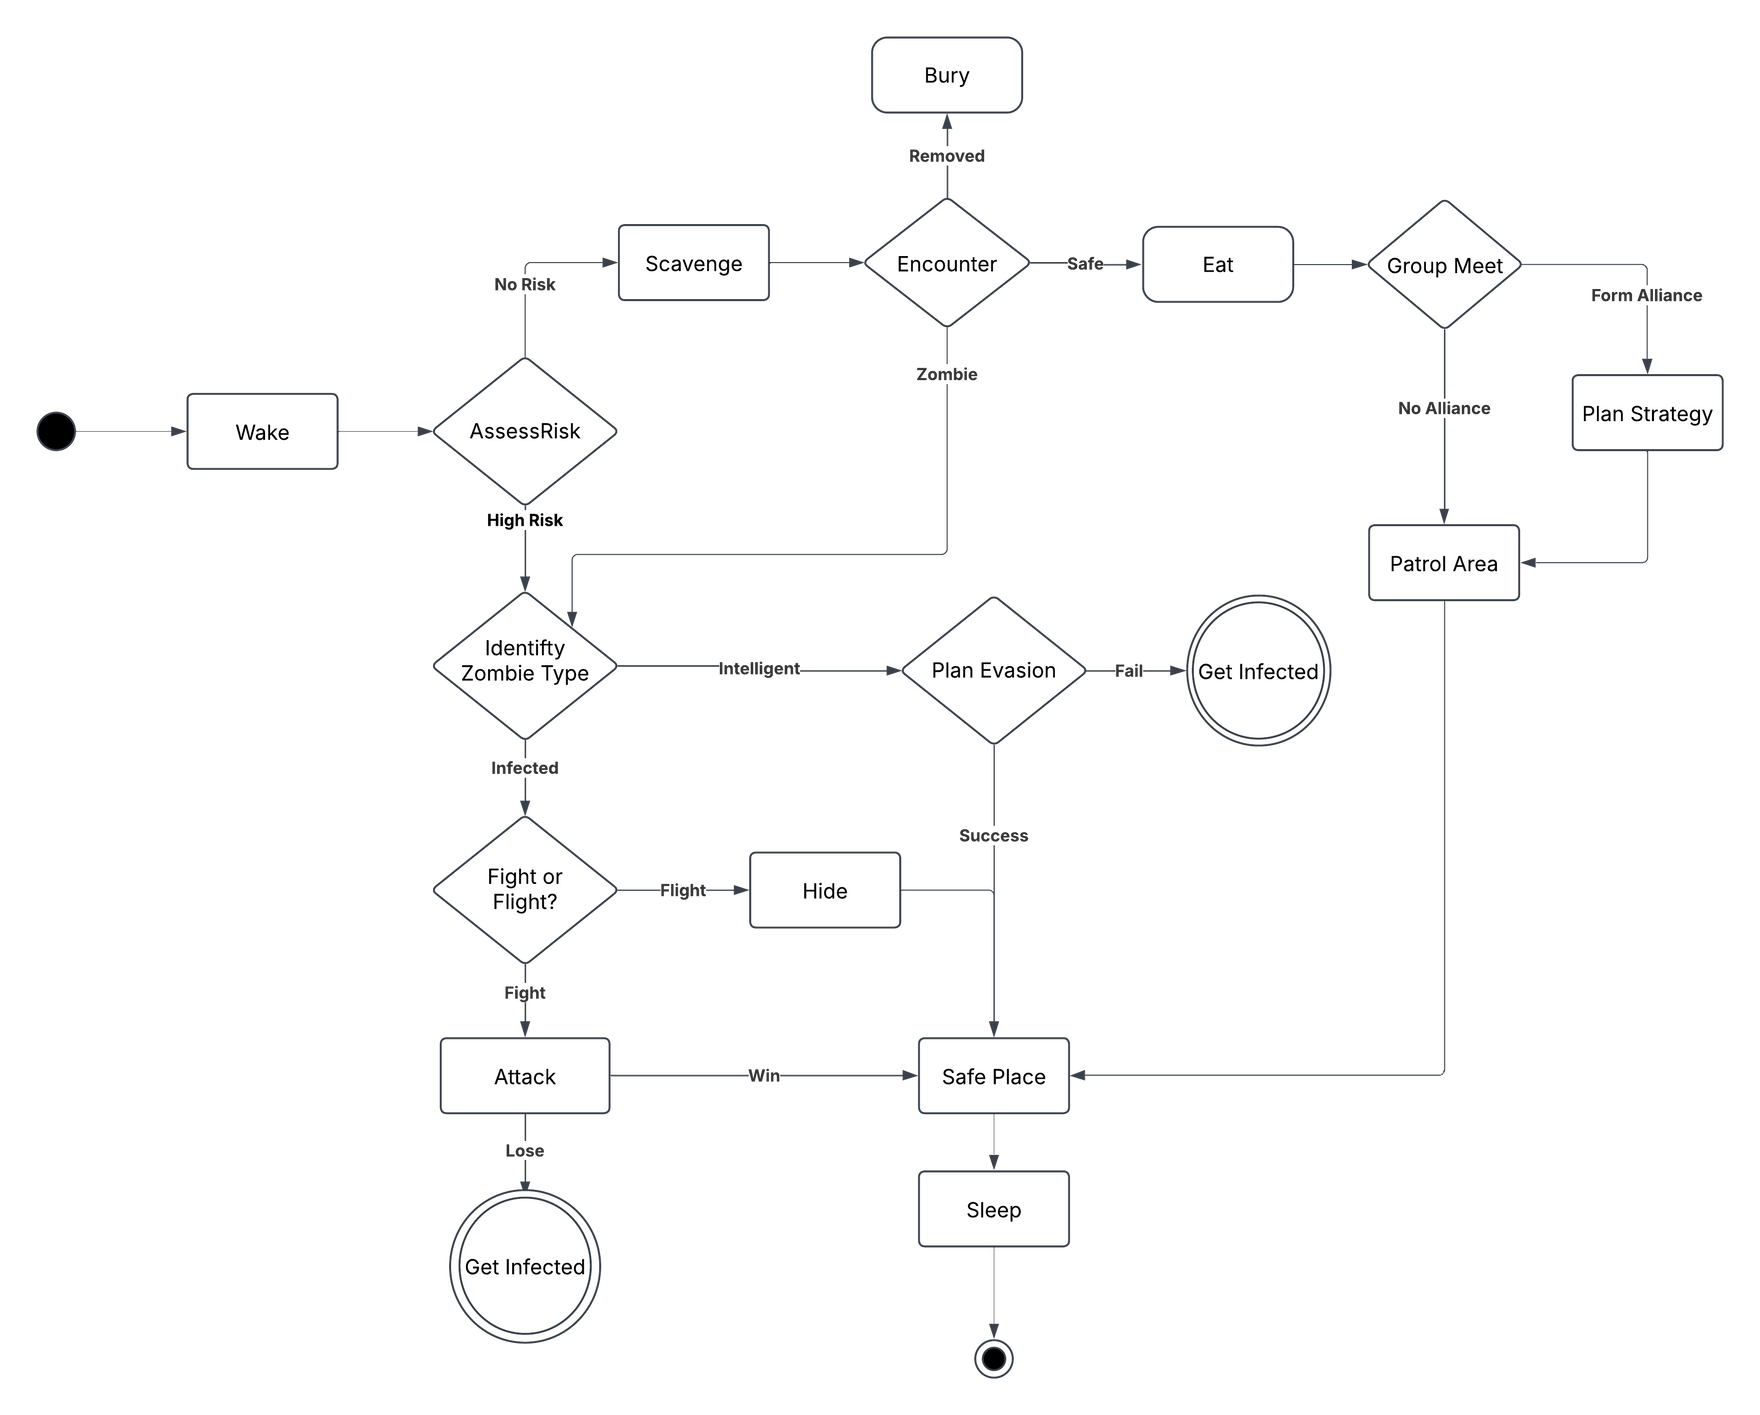 Bury
Removed
Scavenge
Encounter
Safe
Eat
Group Meet
No Risk
Form Alliance
Zombie
No Alliance
Plan Strategy
Wake
AssessRisk
High Risk
Patrol Area
Identifty
Zombie Type
Intelligent
Plan Evasion
Fail
Get Infected
Infected
Success
Fight or
Flight?
Flight
Hide
Fight
Attack
Win
Safe Place
Lose
Sleep
Get Infected